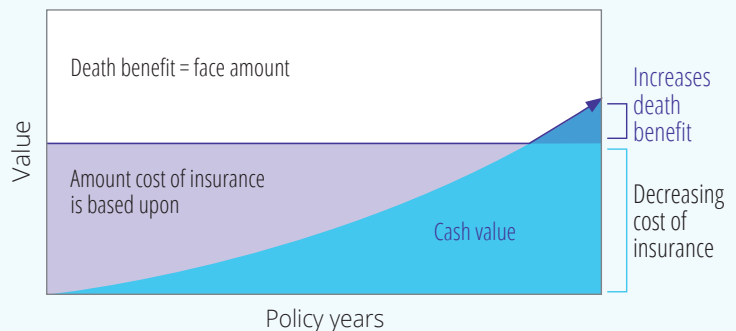 Death benefit = face amount
Increases
death
benefit
Value
Amount cost of insurance
is based upon
Cash value
Decreasing
cost of
insurance
Policy years